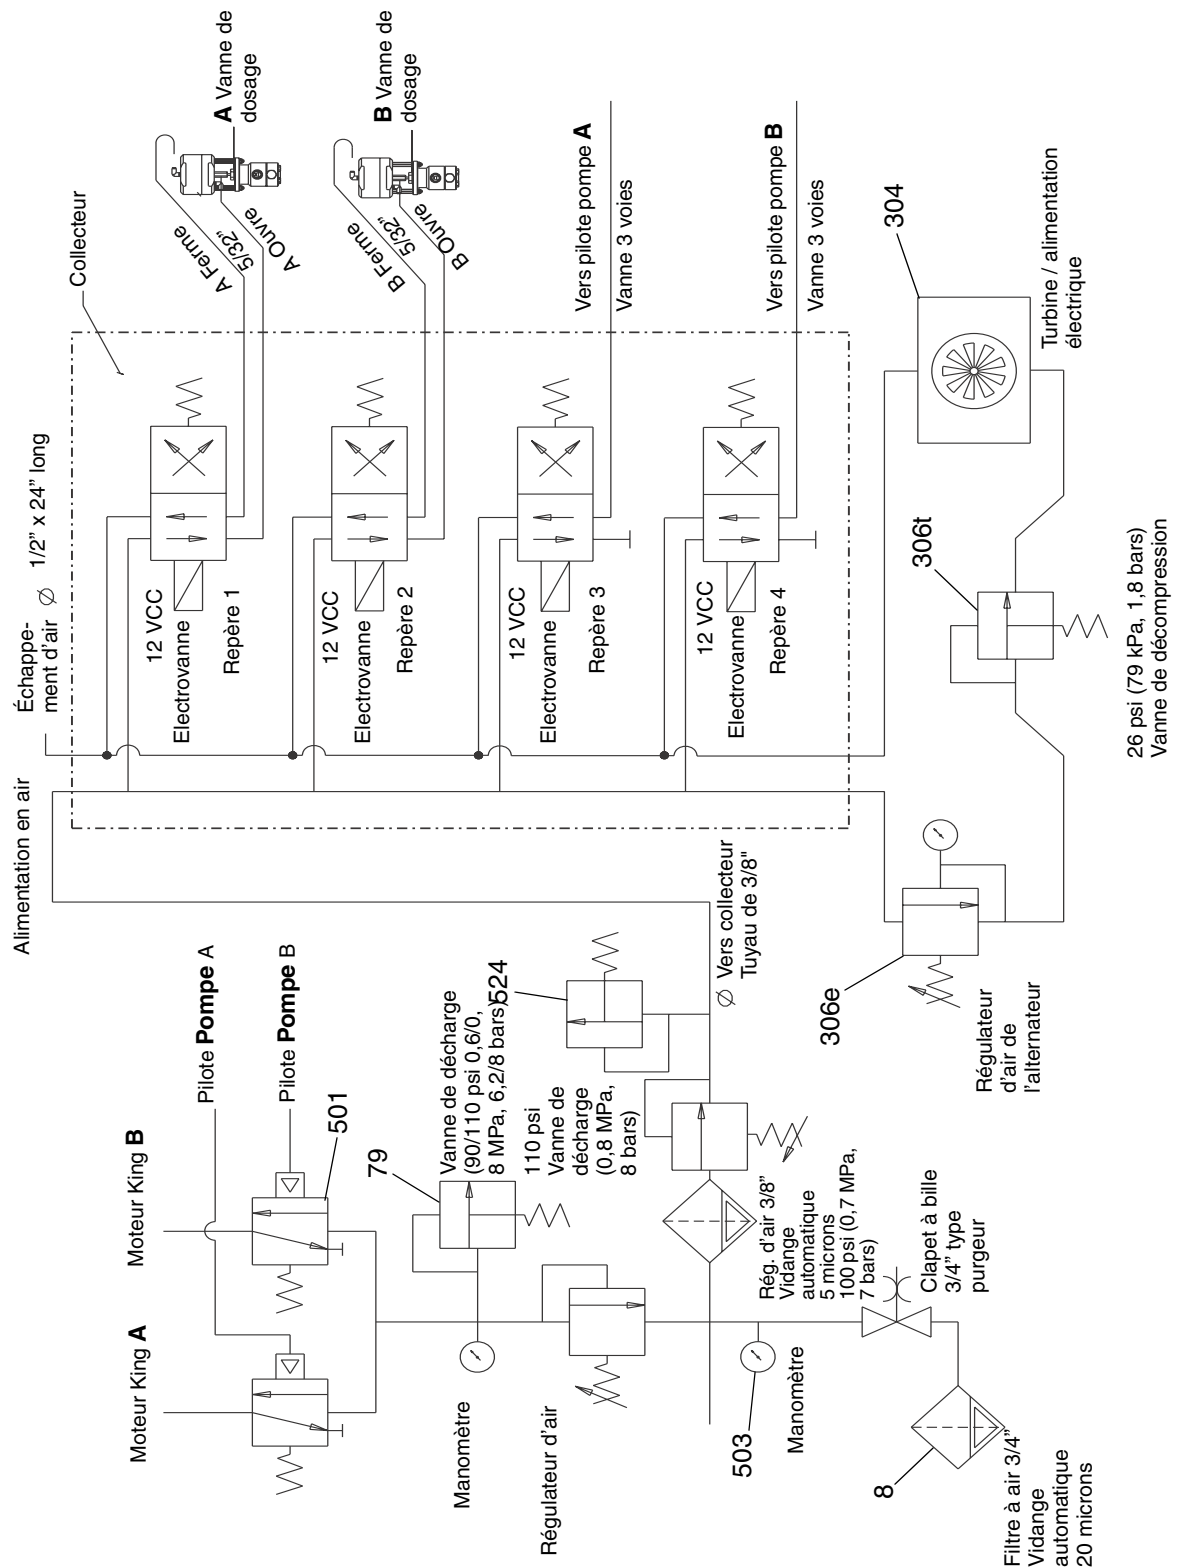 Alimentation en air
Échappe-
ment d'air
Ø 1/2" x 24" long
Collecteur
A Vanne de
dosage
A Ferme
5/32"
A Ouvre
B Vanne de
dosage
B Ferme
5/32"
B Ouvre
12 VCC
Electrovanne
Repère 1
12 VCC
Electrovanne
Repère 2
12 VCC
Electrovanne
Repère 3
12 VCC
Electrovanne
Repère 4
Vers pilote pompe A
Vanne 3 voies
Vers pilote pompe B
Vanne 3 voies
304
Turbine / alimentation
électrique
306t
26 psi (79 kPa, 1,8 bars)
Vanne de décompression
306e
Régulateur
d'air de
l'alternateur
Pilote Pompe A
Pilote Pompe B
Moteur King B
Moteur King A
501
79
Vanne de décharge
(90/110 psi 0,6/0,
8 MPa, 6,2/8 bars)
524
110 psi
Vanne de
décharge
(0,8 MPa,
8 bars)
Ø Vers collecteur
Tuyau de 3/8"
Manomètre
Régulateur d'air
Rég. d'air 3/8"
Vidange
automatique
5 microns
100 psi (0,7 MPa,
7 bars)
503
Manomètre
Clapet à bille
3/4" type
purgeur
8
Filtre à air 3/4"
Vidange
automatique
20 microns